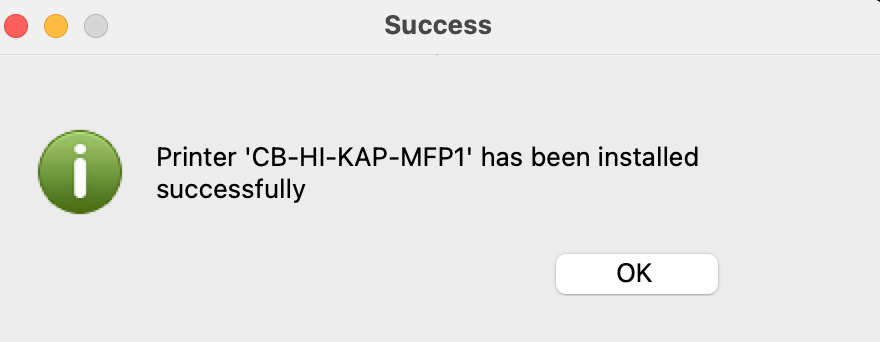 Success
Printer 'CB-HI-KAP-MFP1' has been installed
successfully
OK